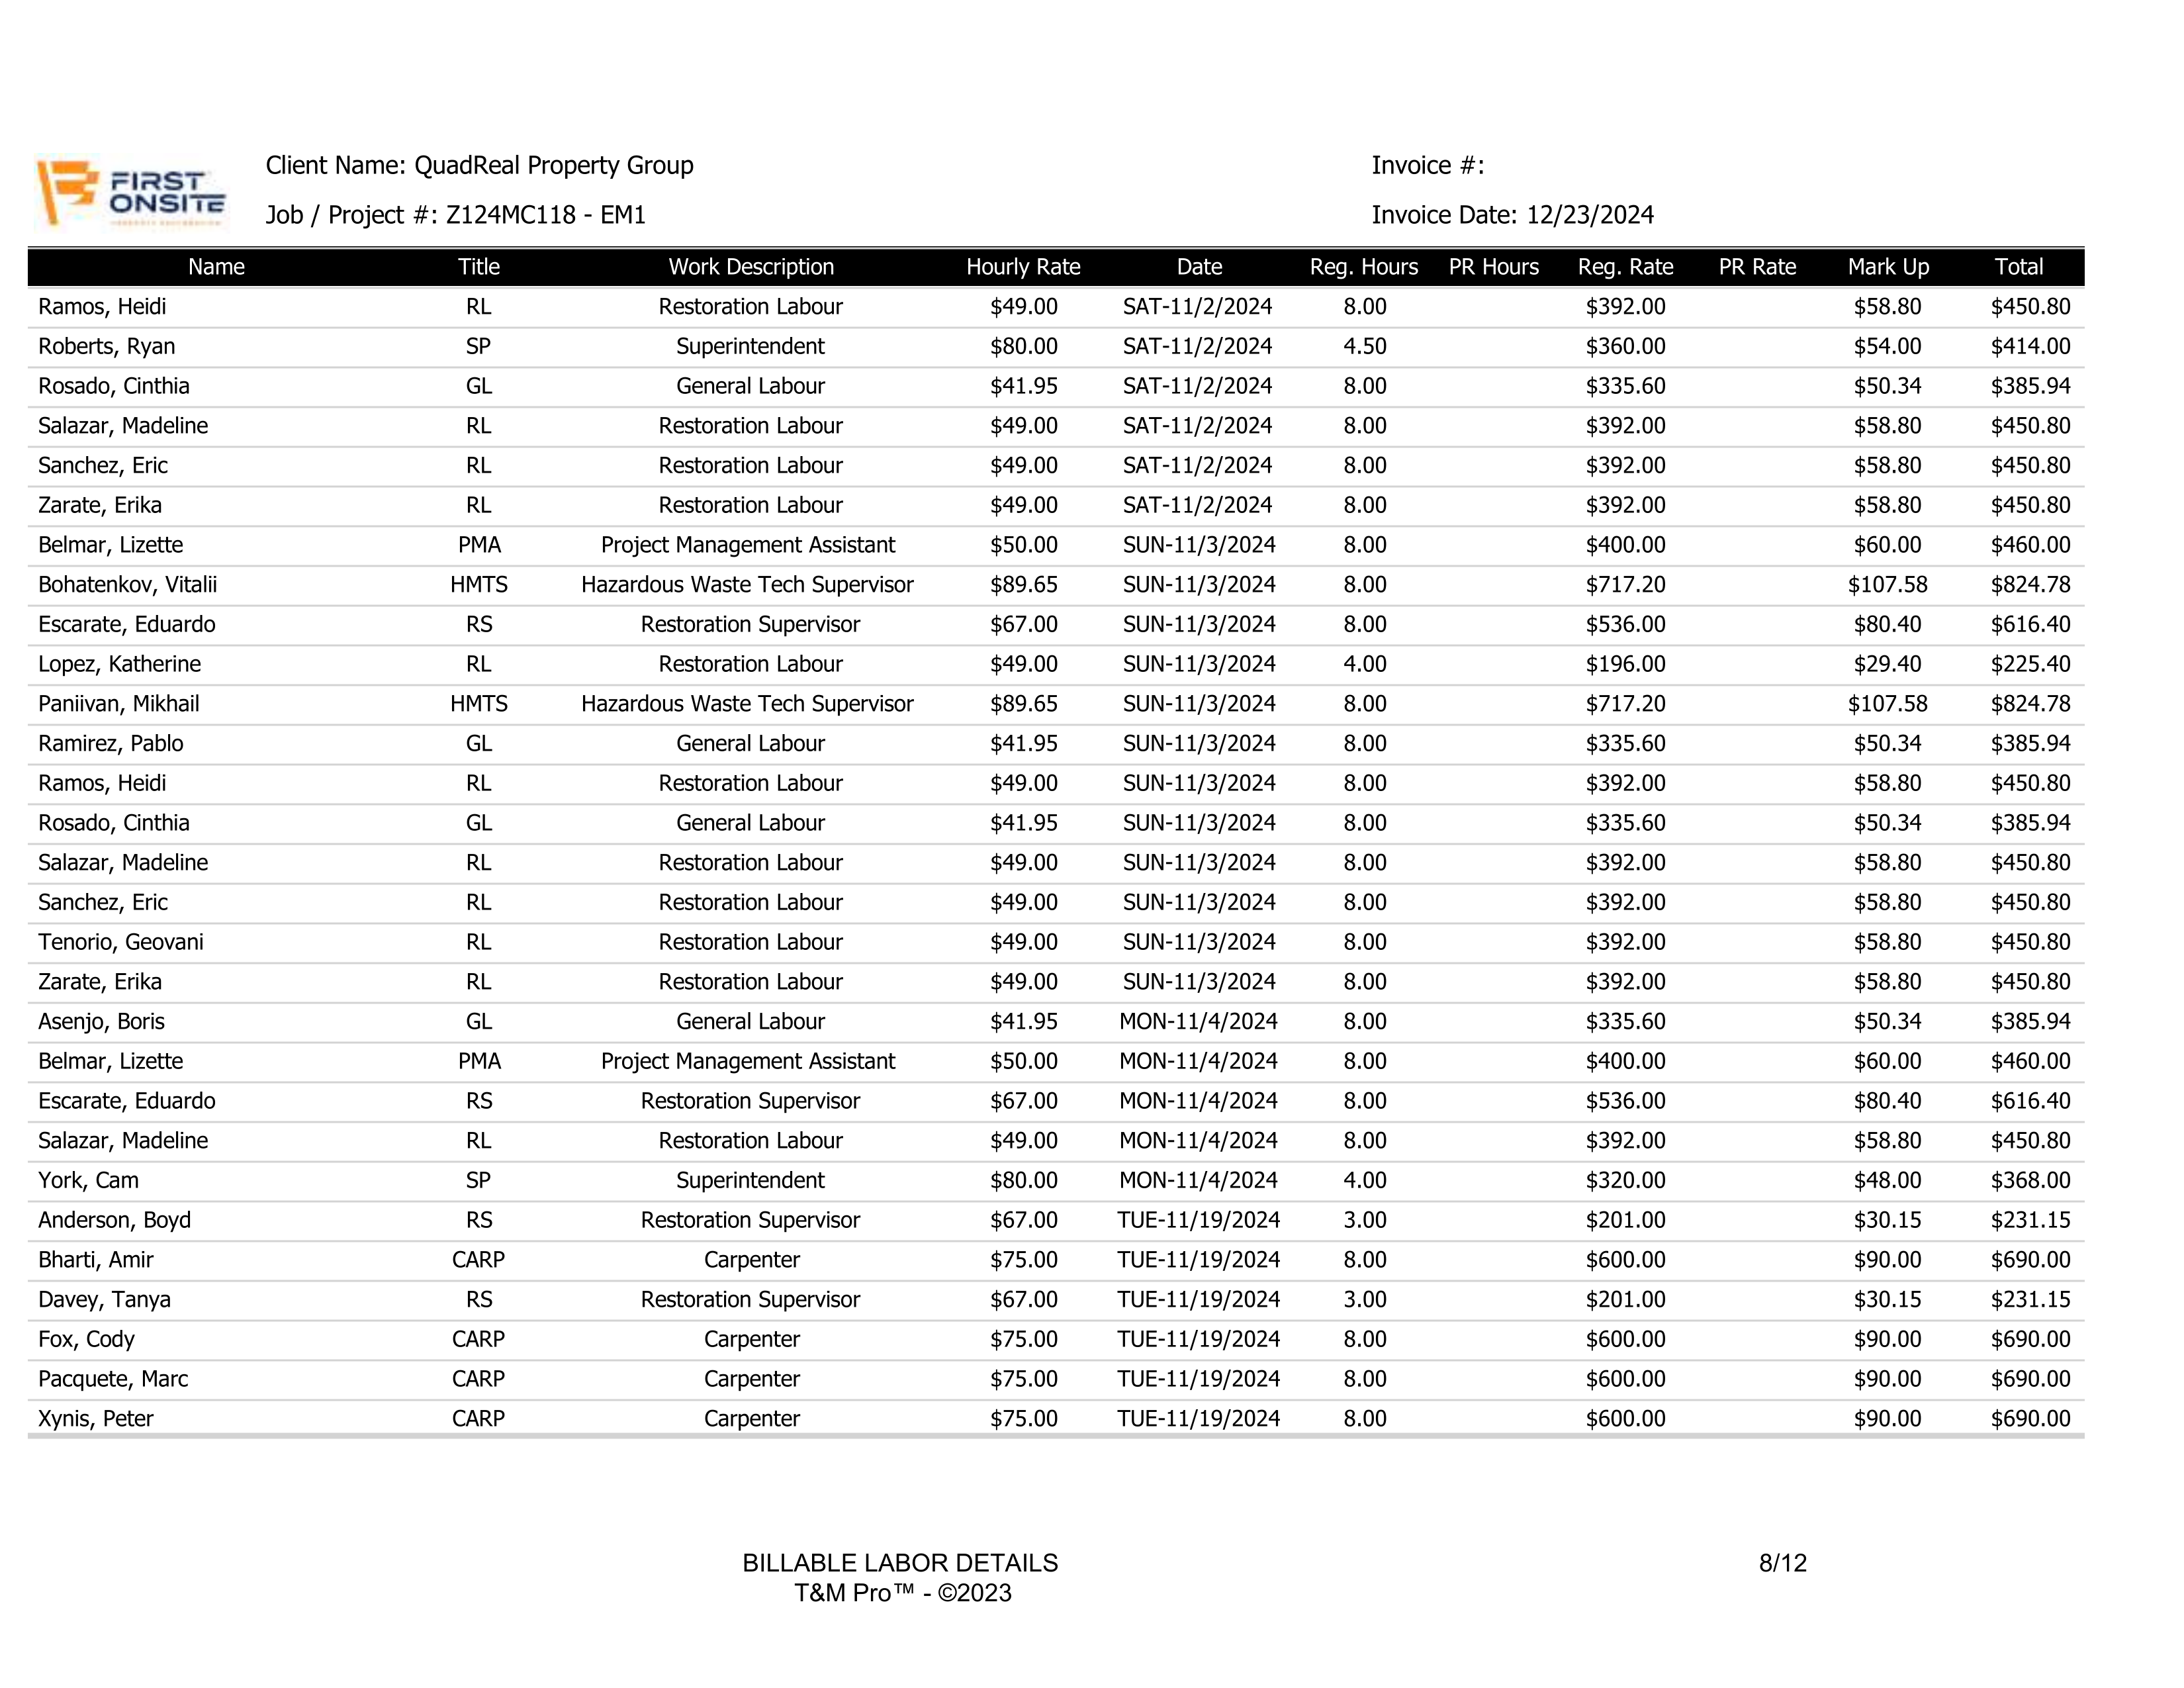 FIRST
ONSITE
Client Name: QuadReal Property Group
Invoice #:
Job / Project #: Z124MC118 - EM1
Invoice Date: 12/23/2024
Name Title Work Description Hourly Rate Date Reg. Hours PR Hours Reg. Rate PR Rate Mark Up Total
Ramos, Heidi RL Restoration Labour $49.00 SAT-11/2/2024 8.00 $392.00 $58.80 $450.80
Roberts, Ryan SP Superintendent $80.00 SAT-11/2/2024 4.50 $360.00 $54.00 $414.00
Rosado, Cinthia GL General Labour $41.95 SAT-11/2/2024 8.00 $335.60 $50.34 $385.94
Salazar, Madeline RL Restoration Labour $49.00 SAT-11/2/2024 8.00 $392.00 $58.80 $450.80
Sanchez, Eric RL Restoration Labour $49.00 SAT-11/2/2024 8.00 $392.00 $58.80 $450.80
Zarate, Erika RL Restoration Labour $49.00 SAT-11/2/2024 8.00 $392.00 $58.80 $450.80
Belmar, Lizette PMA Project Management Assistant $50.00 SUN-11/3/2024 8.00 $400.00 $60.00 $460.00
Bohatenkov, Vitalii HMTS Hazardous Waste Tech Supervisor $89.65 SUN-11/3/2024 8.00 $717.20 $107.58 $824.78
Escarate, Eduardo RS Restoration Supervisor $67.00 SUN-11/3/2024 8.00 $536.00 $80.40 $616.40
Lopez, Katherine RL Restoration Labour $49.00 SUN-11/3/2024 4.00 $196.00 $29.40 $225.40
Paniivan, Mikhail HMTS Hazardous Waste Tech Supervisor $89.65 SUN-11/3/2024 8.00 $717.20 $107.58 $824.78
Ramirez, Pablo GL General Labour $41.95 SUN-11/3/2024 8.00 $335.60 $50.34 $385.94
Ramos, Heidi RL Restoration Labour $49.00 SUN-11/3/2024 8.00 $392.00 $58.80 $450.80
Rosado, Cinthia GL General Labour $41.95 SUN-11/3/2024 8.00 $335.60 $50.34 $385.94
Salazar, Madeline RL Restoration Labour $49.00 SUN-11/3/2024 8.00 $392.00 $58.80 $450.80
Sanchez, Eric RL Restoration Labour $49.00 SUN-11/3/2024 8.00 $392.00 $58.80 $450.80
Tenorio, Geovani RL Restoration Labour $49.00 SUN-11/3/2024 8.00 $392.00 $58.80 $450.80
Zarate, Erika RL Restoration Labour $49.00 SUN-11/3/2024 8.00 $392.00 $58.80 $450.80
Asenjo, Boris GL General Labour $41.95 MON-11/4/2024 8.00 $335.60 $50.34 $385.94
Belmar, Lizette PMA Project Management Assistant $50.00 MON-11/4/2024 8.00 $400.00 $60.00 $460.00
Escarate, Eduardo RS Restoration Supervisor $67.00 MON-11/4/2024 8.00 $536.00 $80.40 $616.40
Salazar, Madeline RL Restoration Labour $49.00 MON-11/4/2024 8.00 $392.00 $58.80 $450.80
York, Cam SP Superintendent $80.00 MON-11/4/2024 4.00 $320.00 $48.00 $368.00
Anderson, Boyd RS Restoration Supervisor $67.00 TUE-11/19/2024 3.00 $201.00 $30.15 $231.15
Bharti, Amir CARP Carpenter $75.00 TUE-11/19/2024 8.00 $600.00 $90.00 $690.00
Davey, Tanya RS Restoration Supervisor $67.00 TUE-11/19/2024 3.00 $201.00 $30.15 $231.15
Fox, Cody CARP Carpenter $75.00 TUE-11/19/2024 8.00 $600.00 $90.00 $690.00
Pacquete, Marc CARP Carpenter $75.00 TUE-11/19/2024 8.00 $600.00 $90.00 $690.00
Xynis, Peter CARP Carpenter $75.00 TUE-11/19/2024 8.00 $600.00 $90.00 $690.00
BILLABLE LABOR DETAILS 8/12
T&M Pro™ - ©2023